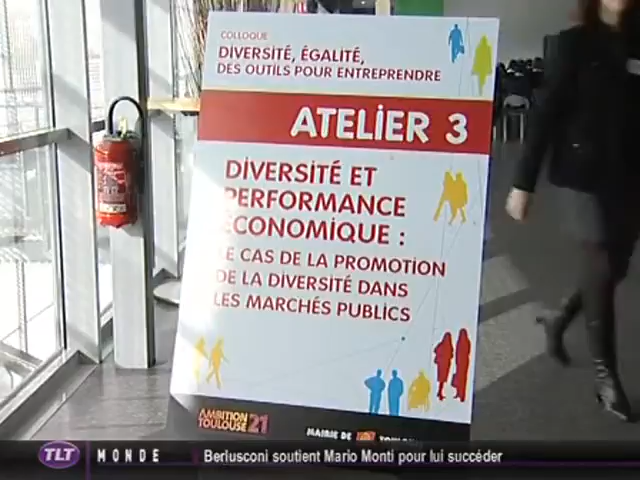 COLLOQUE
DIVERSITÉ, ÉGALITÉ,
DES OUTILS POUR ENTREPRENDRE
ATELIER 3
DIVERSITÉ ET
PERFORMANCE
ÉCONOMIQUE :
LE CAS DE LA PROMOTION
DE LA DIVERSITÉ DANS
LES MARCHÉS PUBLICS
AMBITION
TOULOUSE 21
MAIRIE DE TOULOUSE
TLT MONDE Berlusconi soutient Mario Monti pour lui succéder